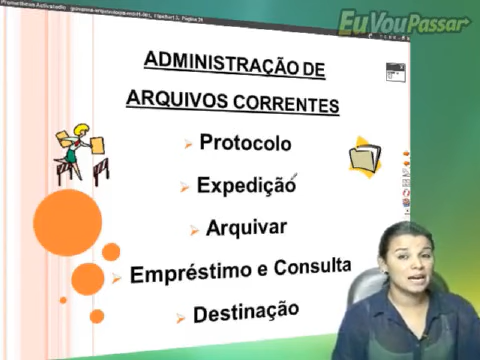 EuVouPassar
ADMINISTRAÇÃO DE
ARQUIVOS CORRENTES
Protocolo
Expedição
Arquivar
Empréstimo e Consulta
Destinação